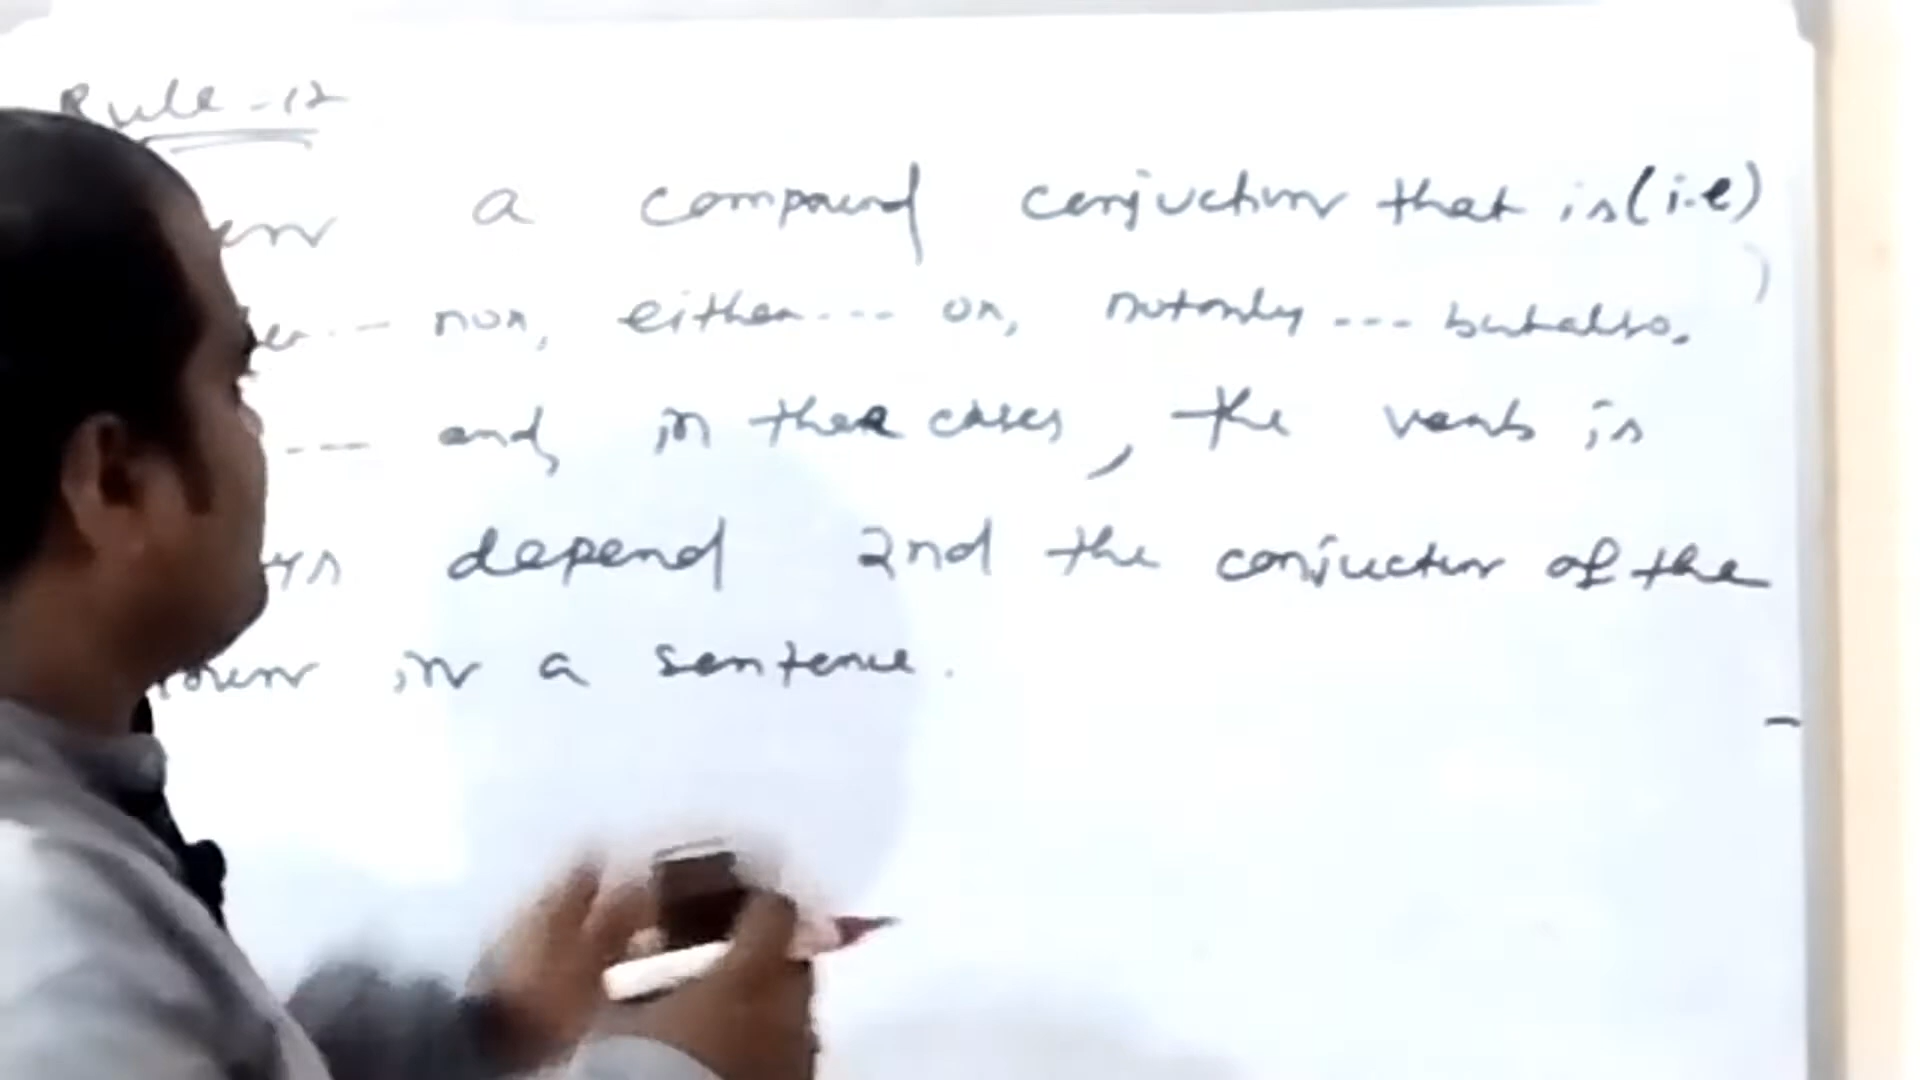 Rule-12
a compound conjuction that is (i.e)
nor, either --- or, notonly --- butalso.
--- and, in these cases, the verb is
depend 2nd the conjuction of the
in a sentence.